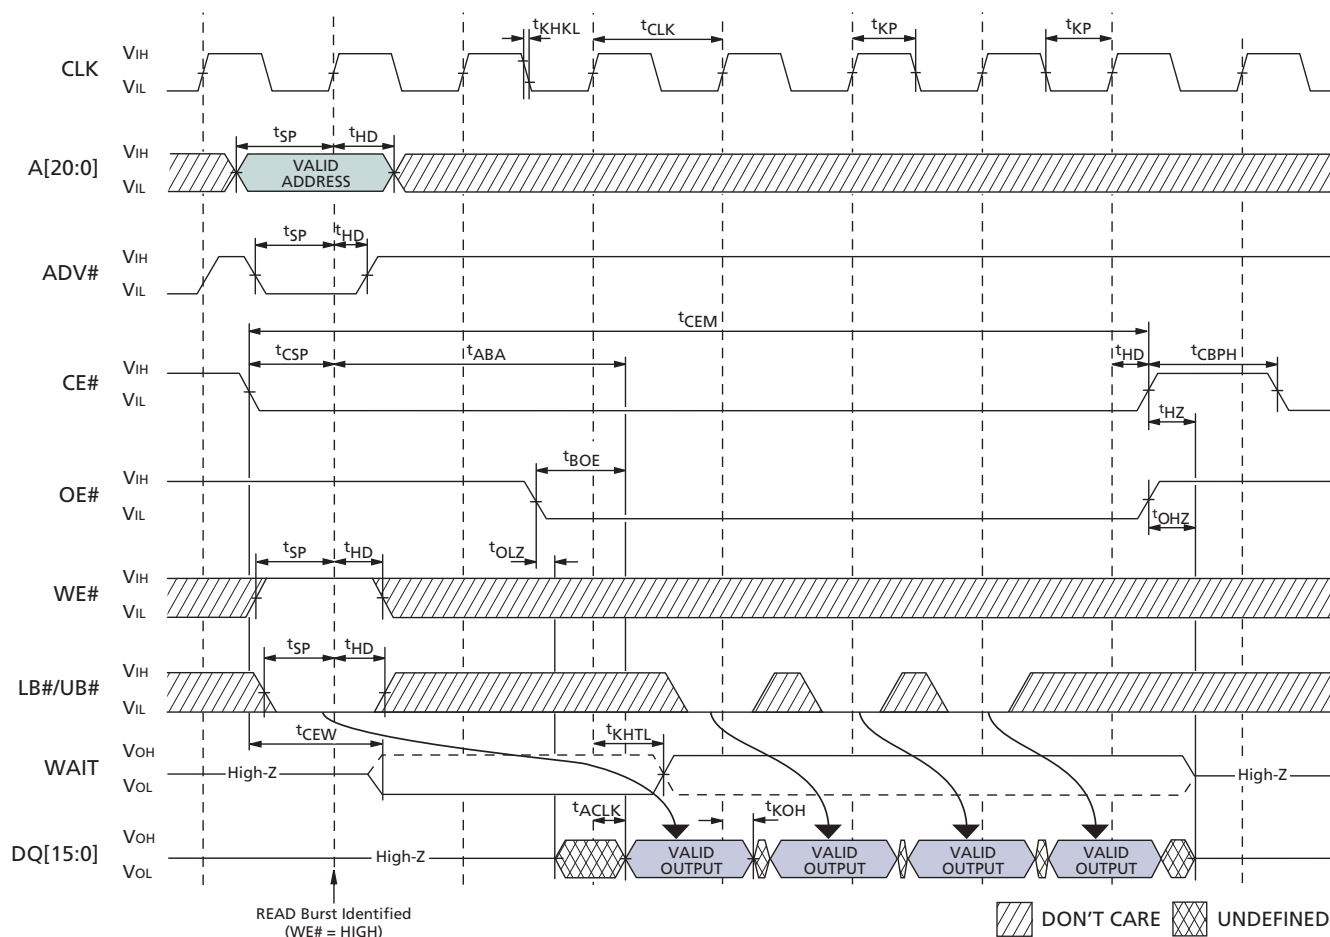 tKHKL tCLK tKP tKP
CLK VIH
VIL
tSP tHD
A[20:0] VIH
VIL
VALID
ADDRESS
tSP tHD
ADV# VIH
VIL
tCEM
tCSP tABA tHD tCBPH
CE# VIH
VIL
tHZ
tBOE
OE# VIH
VIL
tOHZ
tSP tHD tOLZ
WE# VIH
VIL
tSP tHD
LB#/UB# VIH
VIL
tCEW tKHTL
WAIT VOH
VOL
High-Z High-Z
tACLK tKOH
DQ[15:0] VOH
VOL
High-Z
VALID
OUTPUT
VALID
OUTPUT
VALID
OUTPUT
VALID
OUTPUT
READ Burst Identified
(WE# = HIGH)
DON'T CARE UNDEFINED